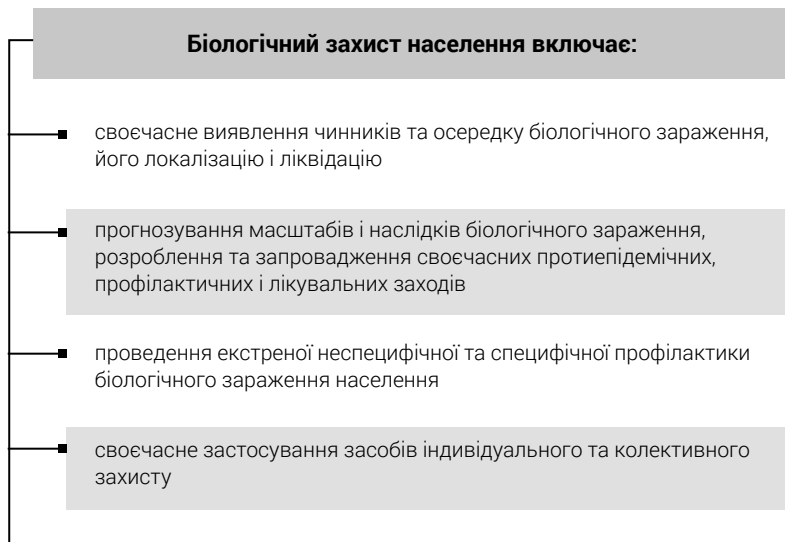 Біологічний захист населення включає:
своєчасне виявлення чинників та осередку біологічного зараження,
його локалізацію і ліквідацію
прогнозування масштабів і наслідків біологічного зараження,
розроблення та запровадження своєчасних протиепідемічних,
профілактичних і лікувальних заходів
проведення екстреної неспецифічної та специфічної профілактики
біологічного зараження населення
своєчасне застосування засобів індивідуального та колективного
захисту